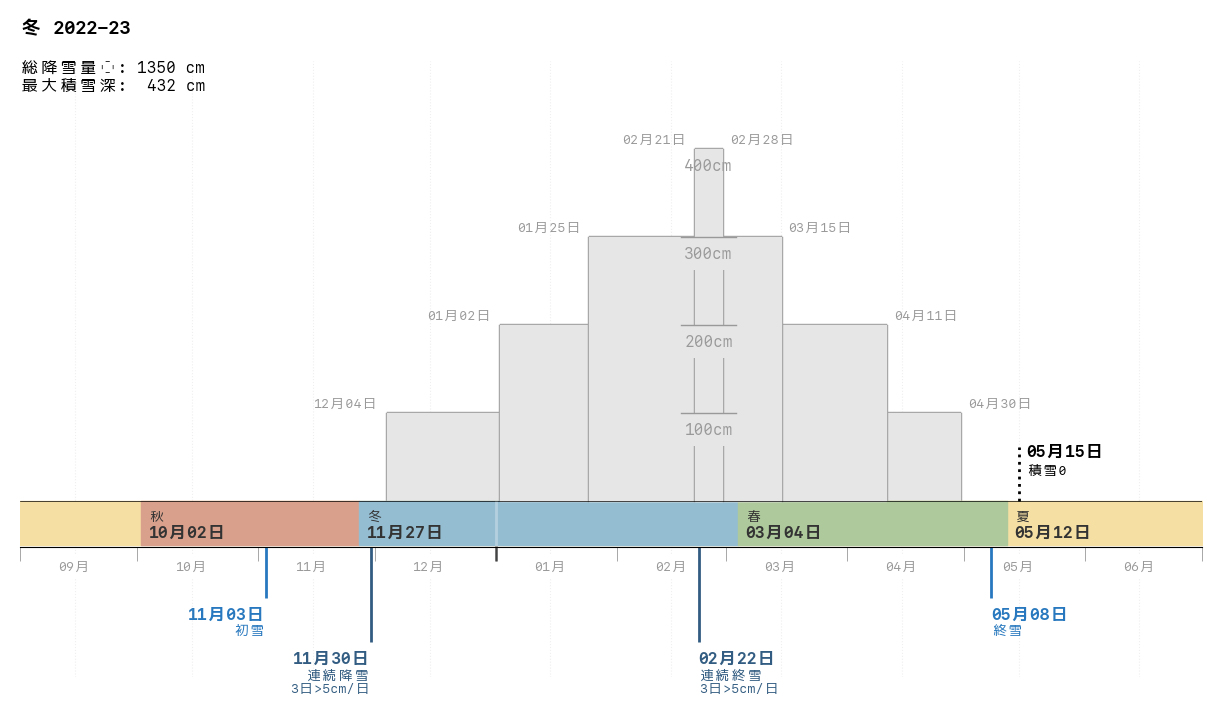 冬 2022−23
総降雪量: 1350 cm
最大積雪深: 432 cm
02月21日
02月28日
400cm
01月25日
03月15日
300cm
01月02日
04月11日
200cm
12月04日
04月30日
100cm
05月15日
積雪0
秋
10月02日
冬
11月27日
春
03月04日
夏
05月12日
09月
10月
11月
12月
01月
02月
03月
04月
05月
06月
11月03日
初雪
05月08日
終雪
11月30日
連続降雪
3日>5cm/日
02月22日
連続終雪
3日>5cm/日